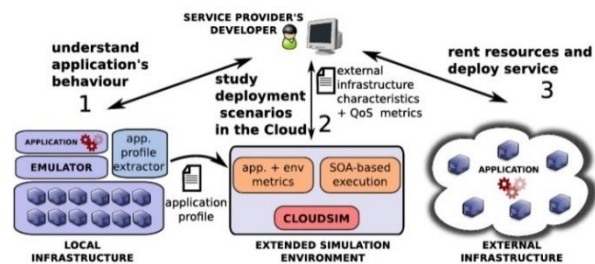 SERVICE PROVIDER'S
DEVELOPER
understand
application's
behaviour
1
study
deployment
scenarios
in the Cloud
2
external
infrastructure
characteristics
+ QoS metrics
rent resources and
deploy service
3
APPLICATION
EMULATOR
app.
profile
extractor
application
profile
app. + env
metrics
SOA-based
execution
CLOUDSIM
APPLICATION
LOCAL
INFRASTRUCTURE
EXTENDED SIMULATION
ENVIRONMENT
EXTERNAL
INFRASTRUCTURE